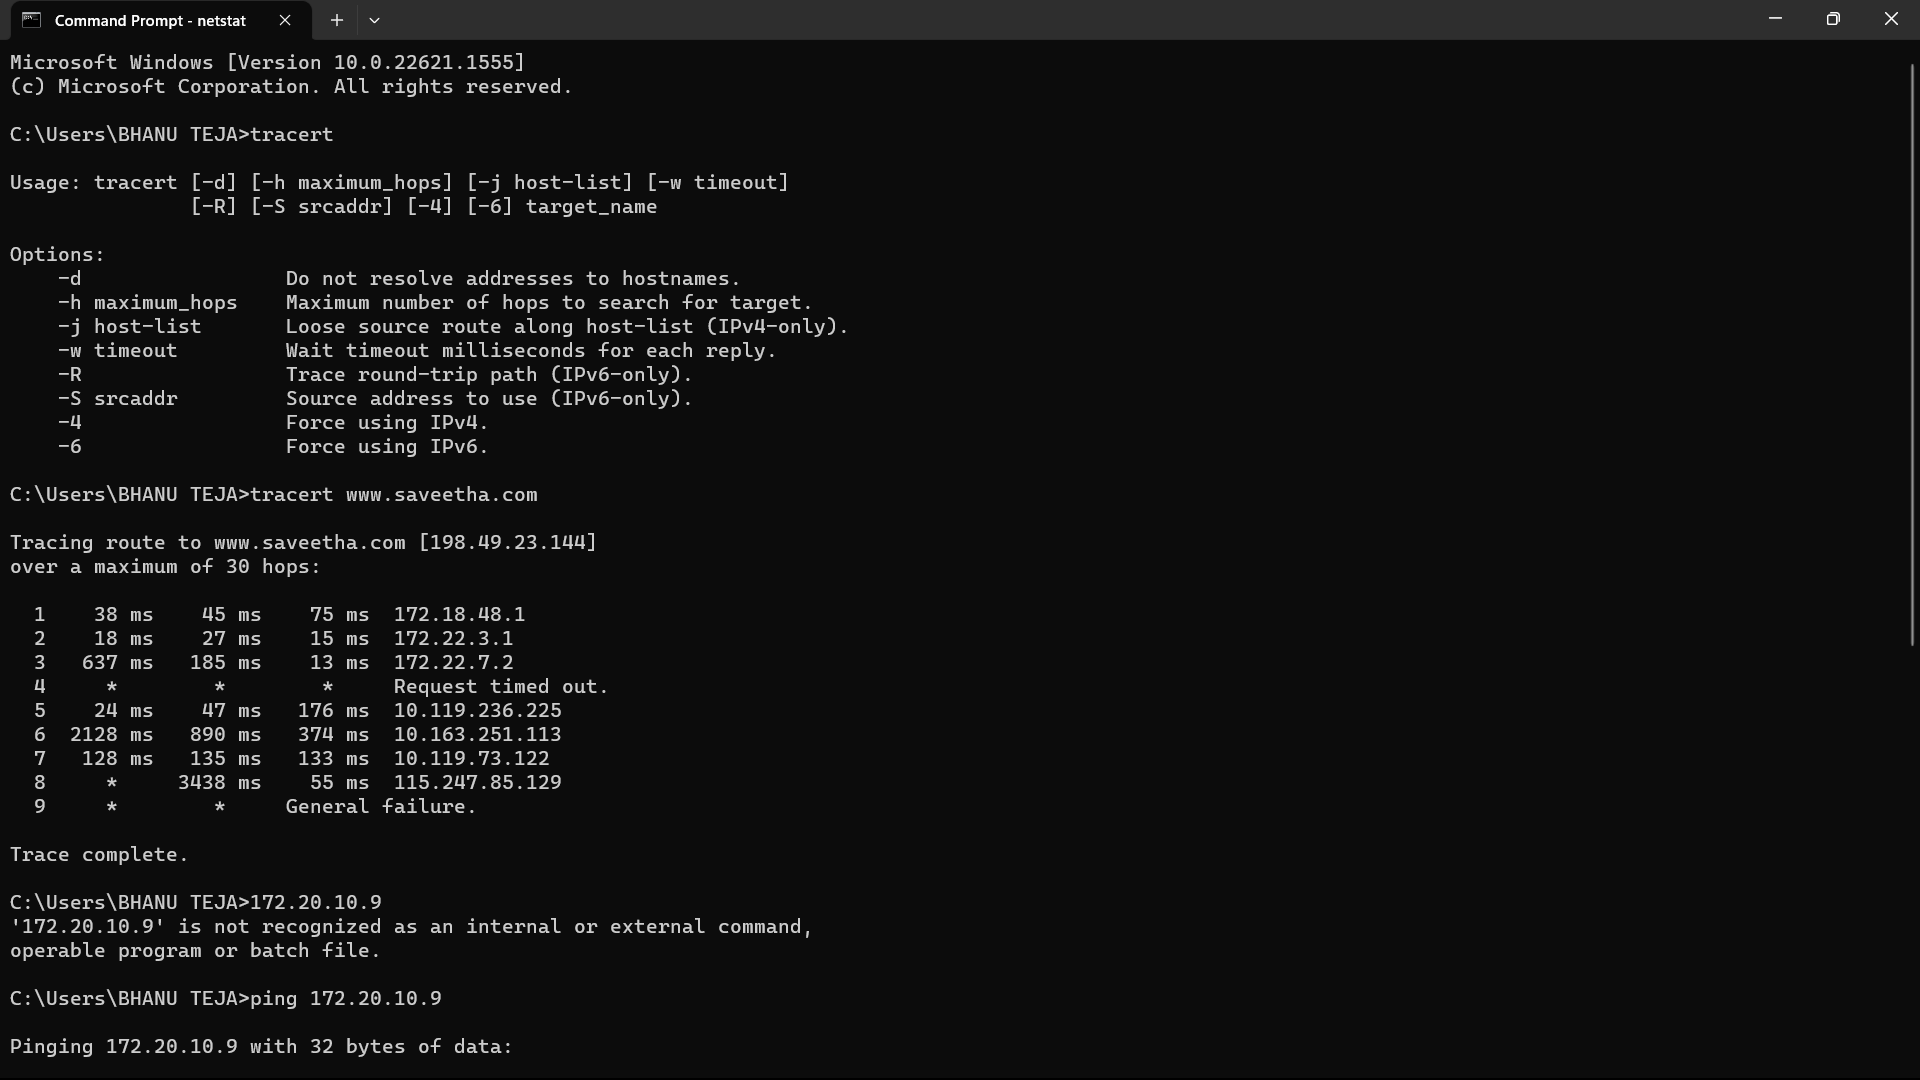 Command Prompt - netstat
Microsoft Windows [Version 10.0.22621.1555]
(c) Microsoft Corporation. All rights reserved.
C:\Users\BHANU TEJA>tracert
Usage: tracert [-d] [-h maximum_hops] [-j host-list] [-w timeout]
               [-R] [-S srcaddr] [-4] [-6] target_name
Options:
    -d                 Do not resolve addresses to hostnames.
    -h maximum_hops    Maximum number of hops to search for target.
    -j host-list       Loose source route along host-list (IPv4-only).
    -w timeout         Wait timeout milliseconds for each reply.
    -R                 Trace round-trip path (IPv6-only).
    -S srcaddr         Source address to use (IPv6-only).
    -4                 Force using IPv4.
    -6                 Force using IPv6.
C:\Users\BHANU TEJA>tracert www.saveetha.com
Tracing route to www.saveetha.com [198.49.23.144]
over a maximum of 30 hops:
  1    38 ms    45 ms    75 ms  172.18.48.1
  2    18 ms    27 ms    15 ms  172.22.3.1
  3   637 ms   185 ms    13 ms  172.22.7.2
  4     *        *        *     Request timed out.
  5    24 ms    47 ms   176 ms  10.119.236.225
  6  2128 ms   890 ms   374 ms  10.163.251.113
  7   128 ms   135 ms   133 ms  10.119.73.122
  8     *     3438 ms    55 ms  115.247.85.129
  9     *        *     General failure.
Trace complete.
C:\Users\BHANU TEJA>172.20.10.9
'172.20.10.9' is not recognized as an internal or external command,
operable program or batch file.
C:\Users\BHANU TEJA>ping 172.20.10.9
Pinging 172.20.10.9 with 32 bytes of data: